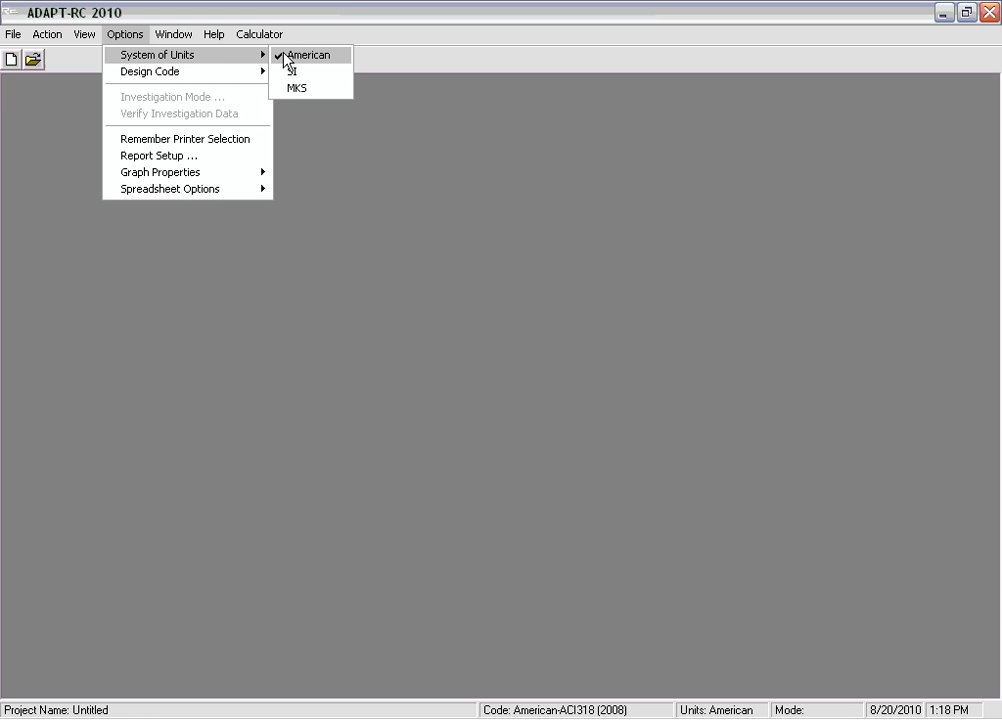 ADAPT-RC 2010
File Action View Options Window Help Calculator
System of Units
American
Design Code
SI
MKS
Investigation Mode ...
Verify Investigation Data
Remember Printer Selection
Report Setup ...
Graph Properties
Spreadsheet Options
Project Name: Untitled Code: American-ACI318 (2008) Units: American Mode: 8/20/2010 1:18 PM